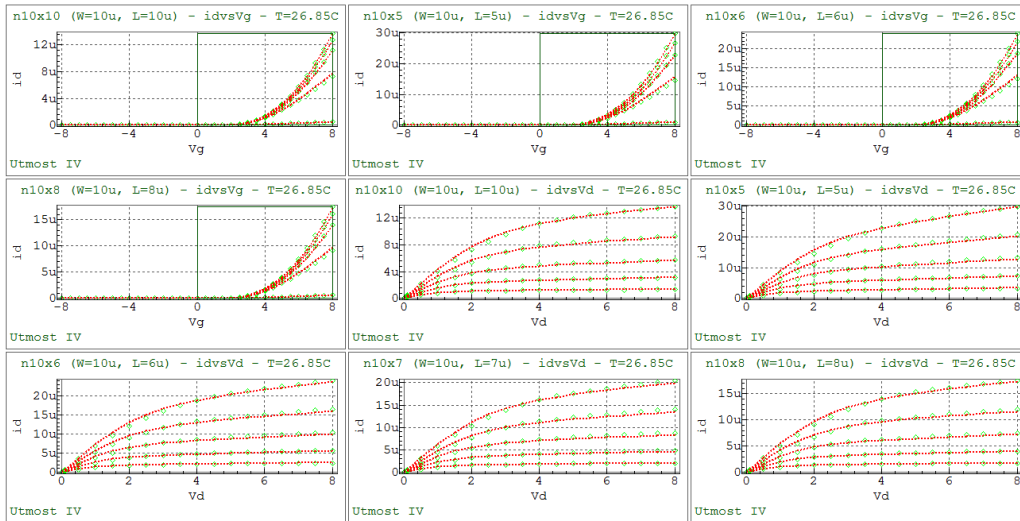 n10x10 (W=10u, L=10u) - idvsVg - T=26.85C
12u
8u
4u
0
id
-8
-4
0
4
8
Vg
Utmost IV
n10x5 (W=10u, L=5u) - idvsVg - T=26.85C
30u
20u
10u
0
id
-8
-4
0
4
8
Vg
Utmost IV
n10x6 (W=10u, L=6u) - idvsVg - T=26.85C
20u
15u
10u
5u
0
id
-8
-4
0
4
8
Vg
Utmost IV
n10x8 (W=10u, L=8u) - idvsVg - T=26.85C
15u
10u
5u
0
id
-8
-4
0
4
8
Vg
Utmost IV
n10x10 (W=10u, L=10u) - idvsVd - T=26.85C
12u
8u
4u
0
id
0
2
4
6
8
Vd
Utmost IV
n10x5 (W=10u, L=5u) - idvsVd - T=26.85C
30u
20u
10u
0
id
0
2
4
6
8
Vd
Utmost IV
n10x6 (W=10u, L=6u) - idvsVd - T=26.85C
20u
15u
10u
5u
0
id
0
2
4
6
8
Vd
Utmost IV
n10x7 (W=10u, L=7u) - idvsVd - T=26.85C
20u
15u
10u
5u
0
id
0
2
4
6
8
Vd
Utmost IV
n10x8 (W=10u, L=8u) - idvsVd - T=26.85C
15u
10u
5u
0
id
0
2
4
6
8
Vd
Utmost IV